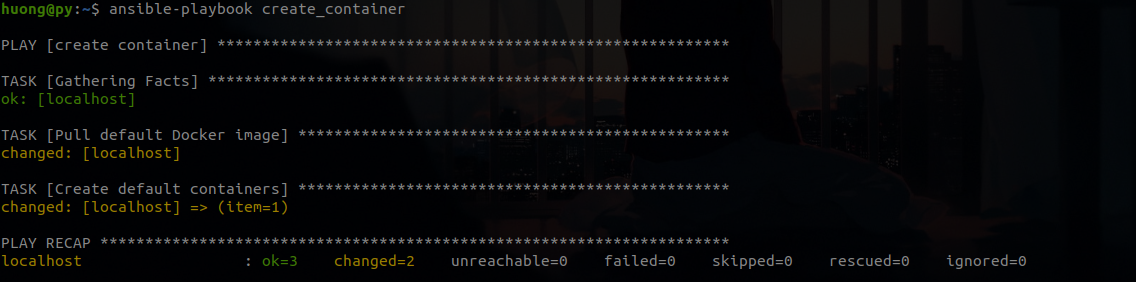 huong@py:~$ ansible-playbook create_container
PLAY [create container] *********************************************************
TASK [Gathering Facts] **********************************************************
ok: [localhost]
TASK [Pull default Docker image] ************************************************
changed: [localhost]
TASK [Create default containers] ************************************************
changed: [localhost] => (item=1)
PLAY RECAP **********************************************************************
localhost                  : ok=3    changed=2    unreachable=0    failed=0    skipped=0    rescued=0    ignored=0